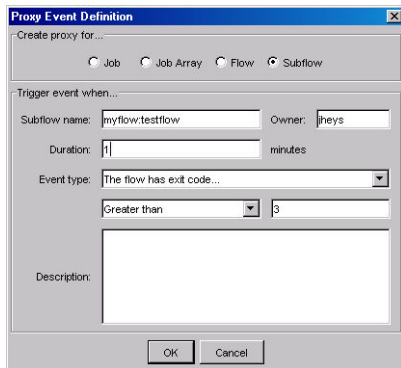 Proxy Event Definition
Create proxy for...
Job Job Array Flow Subflow
Trigger event when...
Subflow name: myflow:testflow Owner: jheys
Duration: 1 minutes
Event type: The flow has exit code...
Greater than 3
Description:
OK Cancel